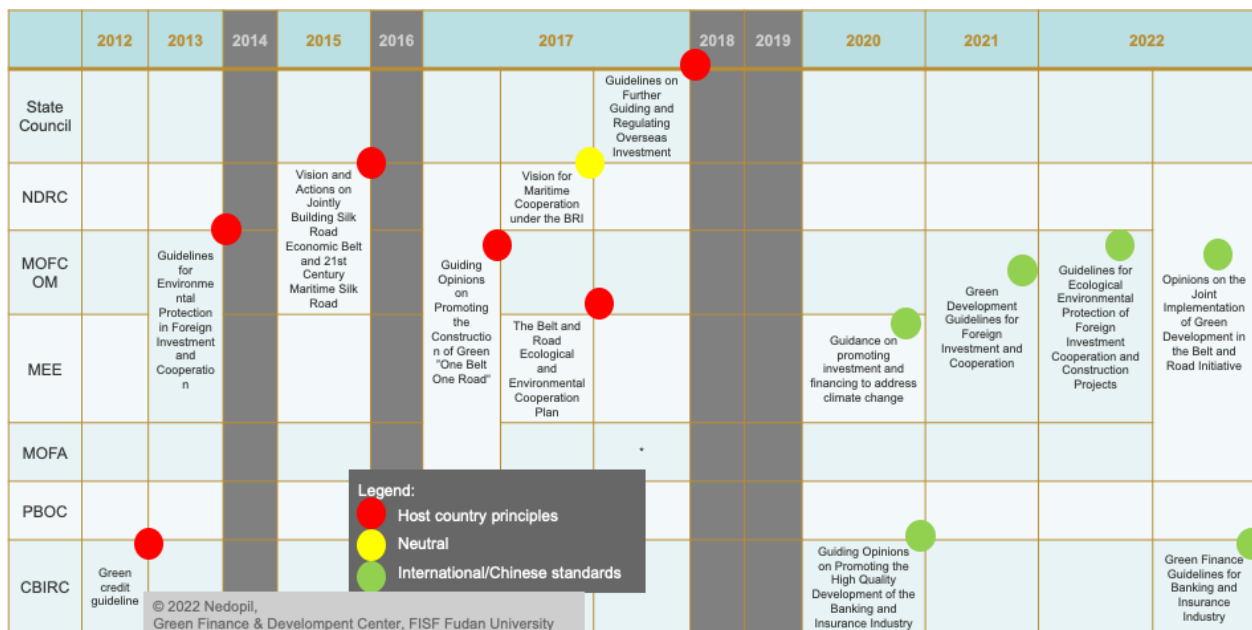 2012 2013 2014 2015 2016 2017 2018 2019 2020 2021 2022
State
Council
Guidelines on
Further
Guiding and
Regulating
Overseas
Investment
NDRC
Vision and
Actions on
Jointly
Building Silk
Road
Economic Belt
and 21st
Century
Maritime Silk
Road
Vision for
Maritime
Cooperation
under the BRI
MOFC
OM
Guidelines
for
Environme
ntal
Protection
in Foreign
Investment
and
Cooperatio
n
Guiding
Opinions
on
Promoting
the
Constructio
n of Green
"One Belt
One Road"
Green
Development
Guidelines for
Foreign
Investment and
Cooperation
Guidelines for
Ecological
Environmental
Protection of
Foreign
Investment
Cooperation and
Construction
Projects
Opinions on the
Joint
Implementation
of Green
Development in
the Belt and
Road Initiative
MEE
The Belt and
Road
Ecological
and
Environmental
Cooperation
Plan
Guidance on
promoting
investment and
financing to address
climate change
MOFA
*
PBOC
CBIRC
Green
credit
guideline
Guiding Opinions
on Promoting the
High Quality
Development of the
Banking and
Insurance Industry
Green Finance
Guidelines for
Banking and
Insurance
Industry
Legend:
Host country principles
Neutral
International/Chinese standards
© 2022 Nedopil,
Green Finance & Develompent Center, FISF Fudan University